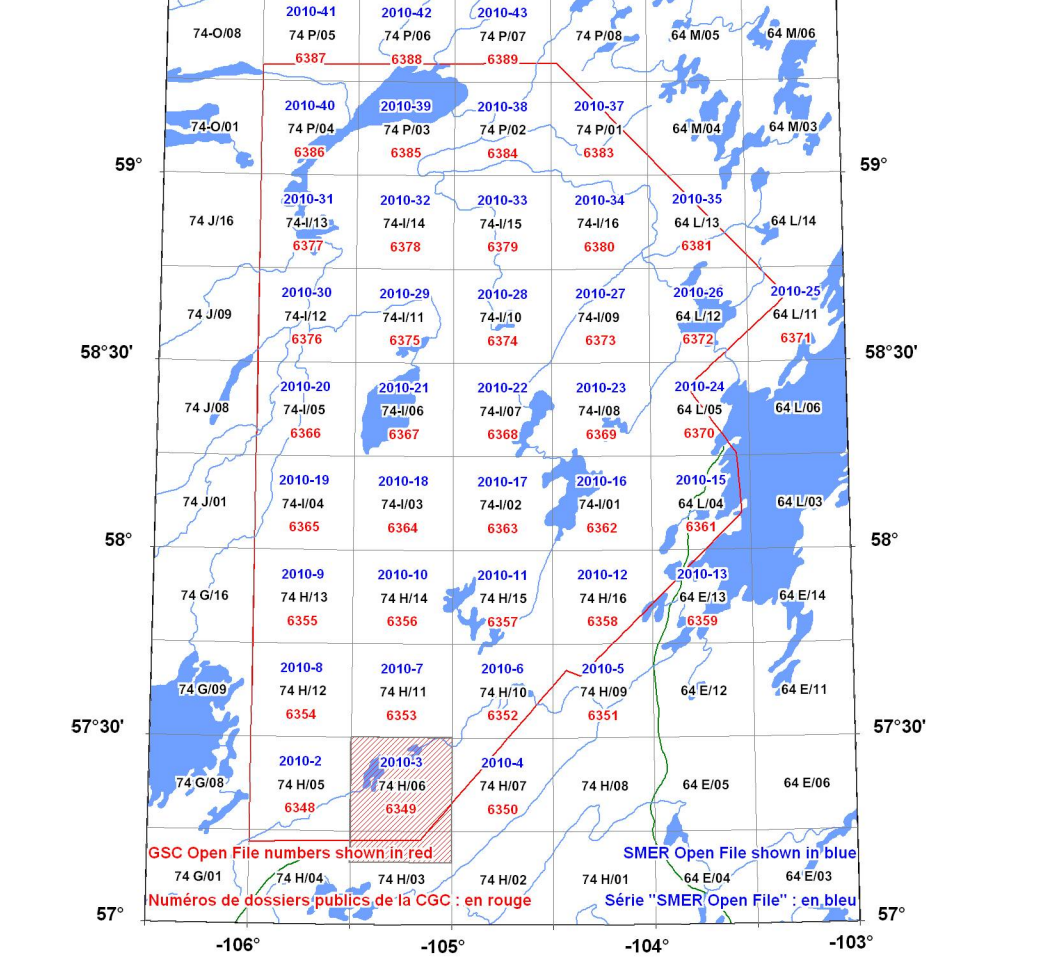 2010-41 2010-42 2010-43
74-O/08 74 P/05 74 P/06 74 P/07 74 P/08 64 M/05 64 M/06
6387 6388 6389
2010-40 2010-39 2010-38 2010-37
74-O/01 74 P/04 74 P/03 74 P/02 74 P/01 64 M/04 64 M/03
6386 6385 6384 6383
59° 59°
2010-31 2010-32 2010-33 2010-34 2010-35
74 J/16 74-I/13 74-I/14 74-I/15 74-I/16 64 L/13 64 L/14
6377 6378 6379 6380 6381
2010-30 2010-29 2010-28 2010-27 2010-26 2010-25
74 J/09 74-I/12 74-I/11 74-I/10 74-I/09 64 L/12 64 L/11
6376 6375 6374 6373 6372 6371
58°30' 58°30'
2010-20 2010-21 2010-22 2010-23 2010-24
74 J/08 74-I/05 74-I/06 74-I/07 74-I/08 64 L/05 64 L/06
6366 6367 6368 6369 6370
2010-19 2010-18 2010-17 2010-16 2010-15
74 J/01 74-I/04 74-I/03 74-I/02 74-I/01 64 L/04 64 L/03
6365 6364 6363 6362 6361
58° 58°
2010-9 2010-10 2010-11 2010-12 2010-13
74 G/16 74 H/13 74 H/14 74 H/15 74 H/16 64 E/13 64 E/14
6355 6356 6357 6358 6359
2010-8 2010-7 2010-6 2010-5
74 G/09 74 H/12 74 H/11 74 H/10 74 H/09 64 E/12 64 E/11
6354 6353 6352 6351
57°30' 57°30'
2010-2 2010-3 2010-4
74 G/08 74 H/05 74 H/06 74 H/07 74 H/08 64 E/05 64 E/06
6348 6349 6350
GSC Open File numbers shown in red SMER Open File shown in blue
74 G/01 74 H/04 74 H/03 74 H/02 74 H/01 64 E/04 64 E/03
Numéros de dossiers publics de la CGC : en rouge Série "SMER Open File" : en bleu
57° 57°
-106° -105° -104° -103°